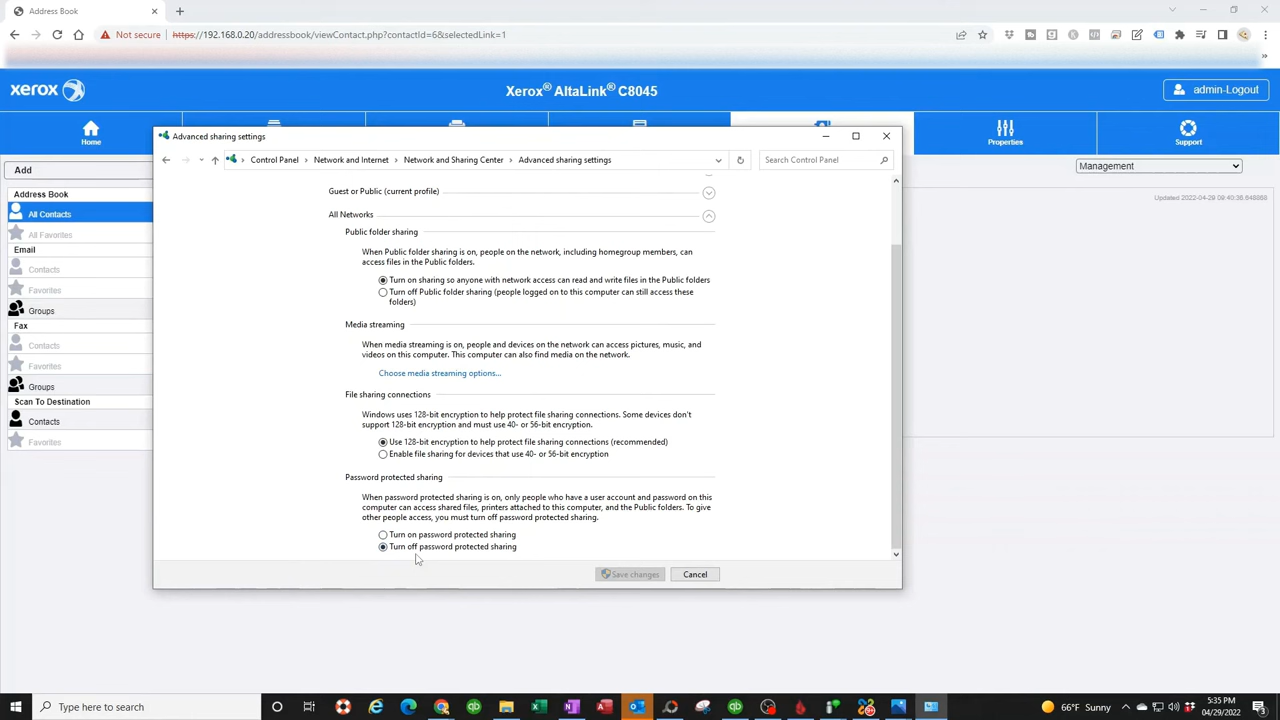 Address Book
Not secure
https://192.168.0.20/addressbook/viewContact.php?contactId=6&selectedLink=1
xerox
Xerox® AltaLink® C8045
admin-Logout
Home
Properties
Support
Add
Management
Updated 2022-04-29 09:40:36.648888
Address Book
All Contacts
All Favorites
Email
Contacts
Favorites
Groups
Fax
Contacts
Favorites
Groups
Scan To Destination
Contacts
Favorites
Advanced sharing settings
Control Panel
Network and Internet
Network and Sharing Center
Advanced sharing settings
Search Control Panel
Guest or Public (current profile)
All Networks
Public folder sharing
When Public folder sharing is on, people on the network, including homegroup members, can
access files in the Public folders.
Turn on sharing so anyone with network access can read and write files in the Public folders
Turn off Public folder sharing (people logged on to this computer can still access these
folders)
Media streaming
When media streaming is on, people and devices on the network can access pictures, music, and
videos on this computer. This computer can also find media on the network.
Choose media streaming options...
File sharing connections
Windows uses 128-bit encryption to help protect file sharing connections. Some devices don't
support 128-bit encryption and must use 40- or 56-bit encryption.
Use 128-bit encryption to help protect file sharing connections (recommended)
Enable file sharing for devices that use 40- or 56-bit encryption
Password protected sharing
When password protected sharing is on, only people who have a user account and password on this
computer can access shared files, printers attached to this computer, and the Public folders. To give
other people access, you must turn off password protected sharing.
Turn on password protected sharing
Turn off password protected sharing
Save changes
Cancel
Type here to search
66°F Sunny
5:35 PM
04/29/2022